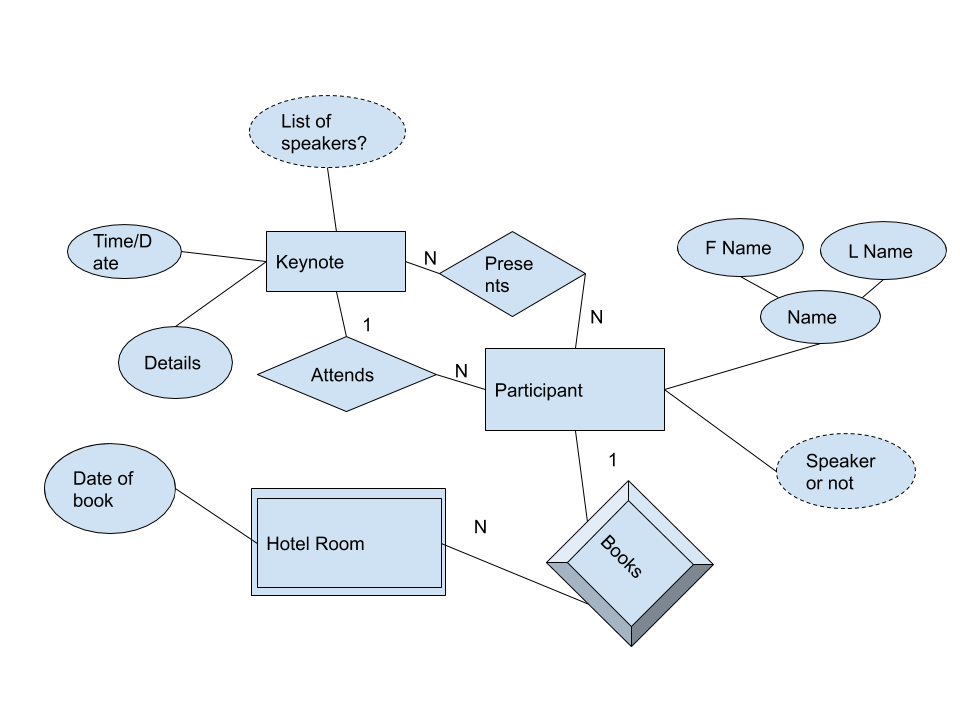 List of
speakers?
Time/D
ate
Keynote
N
Prese
nts
F Name
L Name
Name
N
1
Details
Attends
N
Participant
Speaker
or not
1
Date of
book
Hotel Room
N
Books